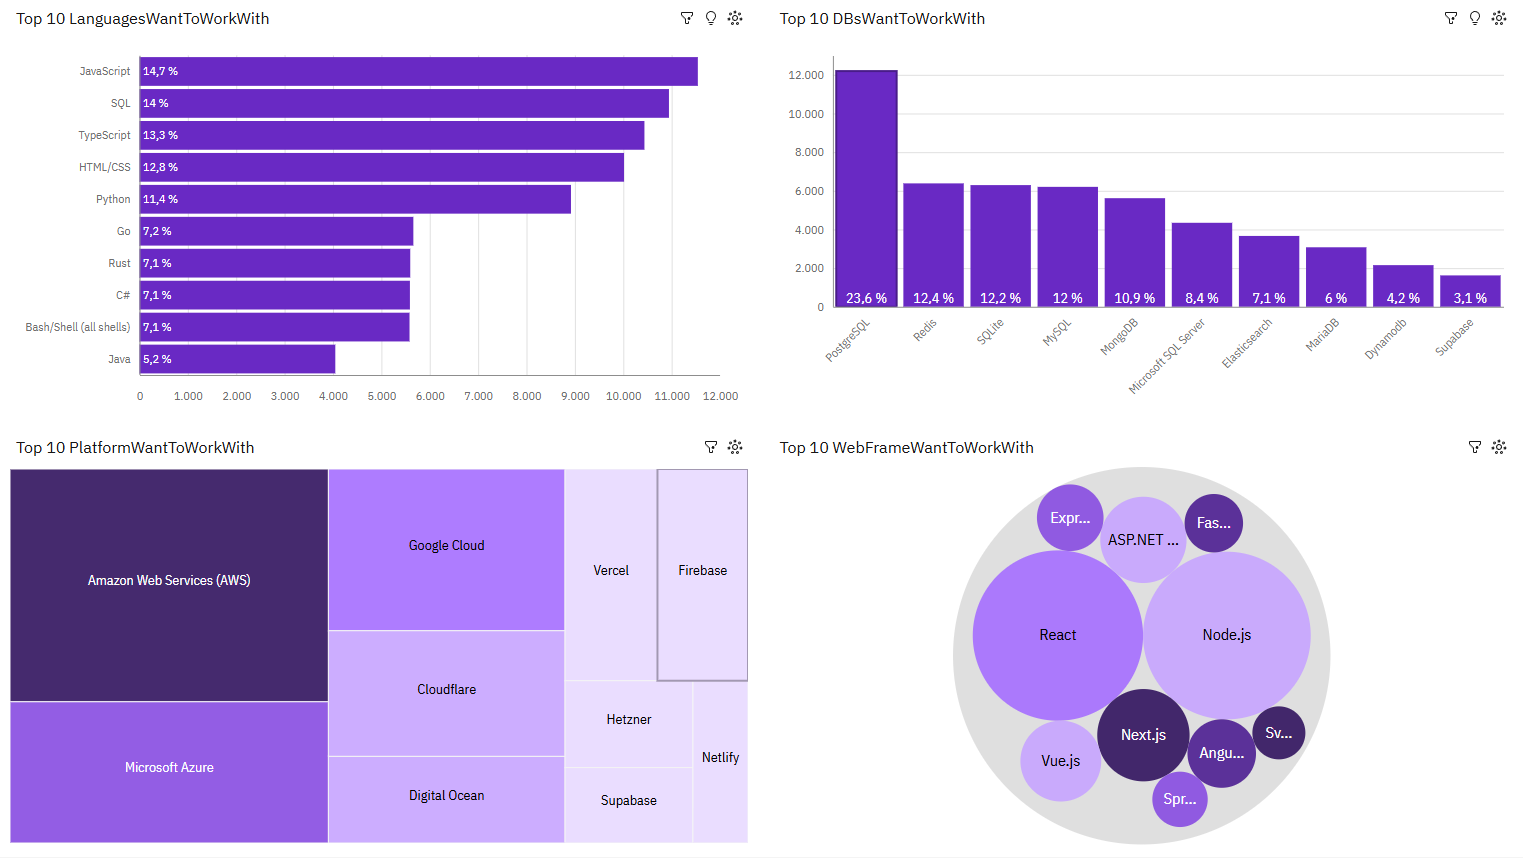 Top 10 LanguagesWantToWorkWith
JavaScript 14,7 %
SQL 14 %
TypeScript 13,3 %
HTML/CSS 12,8 %
Python 11,4 %
Go 7,2 %
Rust 7,1 %
C# 7,1 %
Bash/Shell (all shells) 7,1 %
Java 5,2 %
0 1.000 2.000 3.000 4.000 5.000 6.000 7.000 8.000 9.000 10.000 11.000 12.000
Top 10 DBsWantToWorkWith
12.000
10.000
8.000
6.000
4.000
2.000
0
23,6 % 12,4 % 12,2 % 12 % 10,9 % 8,4 % 7,1 % 6 % 4,2 % 3,1 %
PostgreSQL Redis SQLite MySQL MongoDB Microsoft SQL Server Elasticsearch MariaDB Dynamodb Supabase
Top 10 PlatformWantToWorkWith
Amazon Web Services (AWS)
Microsoft Azure
Google Cloud
Cloudflare
Digital Ocean
Vercel
Firebase
Hetzner
Supabase
Netlify
Top 10 WebFrameWantToWorkWith
Expr...
ASP.NET ...
Fas...
React
Node.js
Next.js
Vue.js
Angu...
Sv...
Spr...